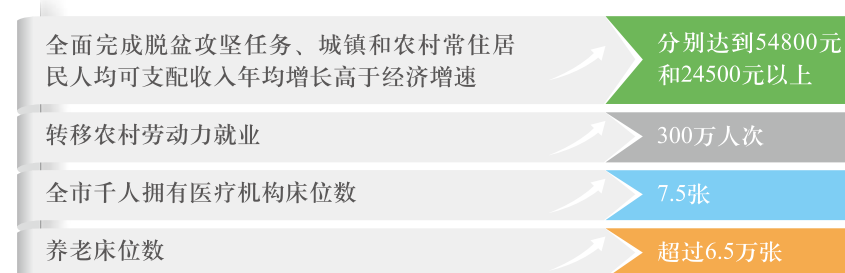 全面完成脱盆攻坚任务、城镇和农村常住居
民人均可支配收入年均增长高于经济增速
分别达到54800元
和24500元以上
转移农村劳动力就业
300万人次
全市千人拥有医疗机构床位数
7.5张
养老床位数
超过6.5万张